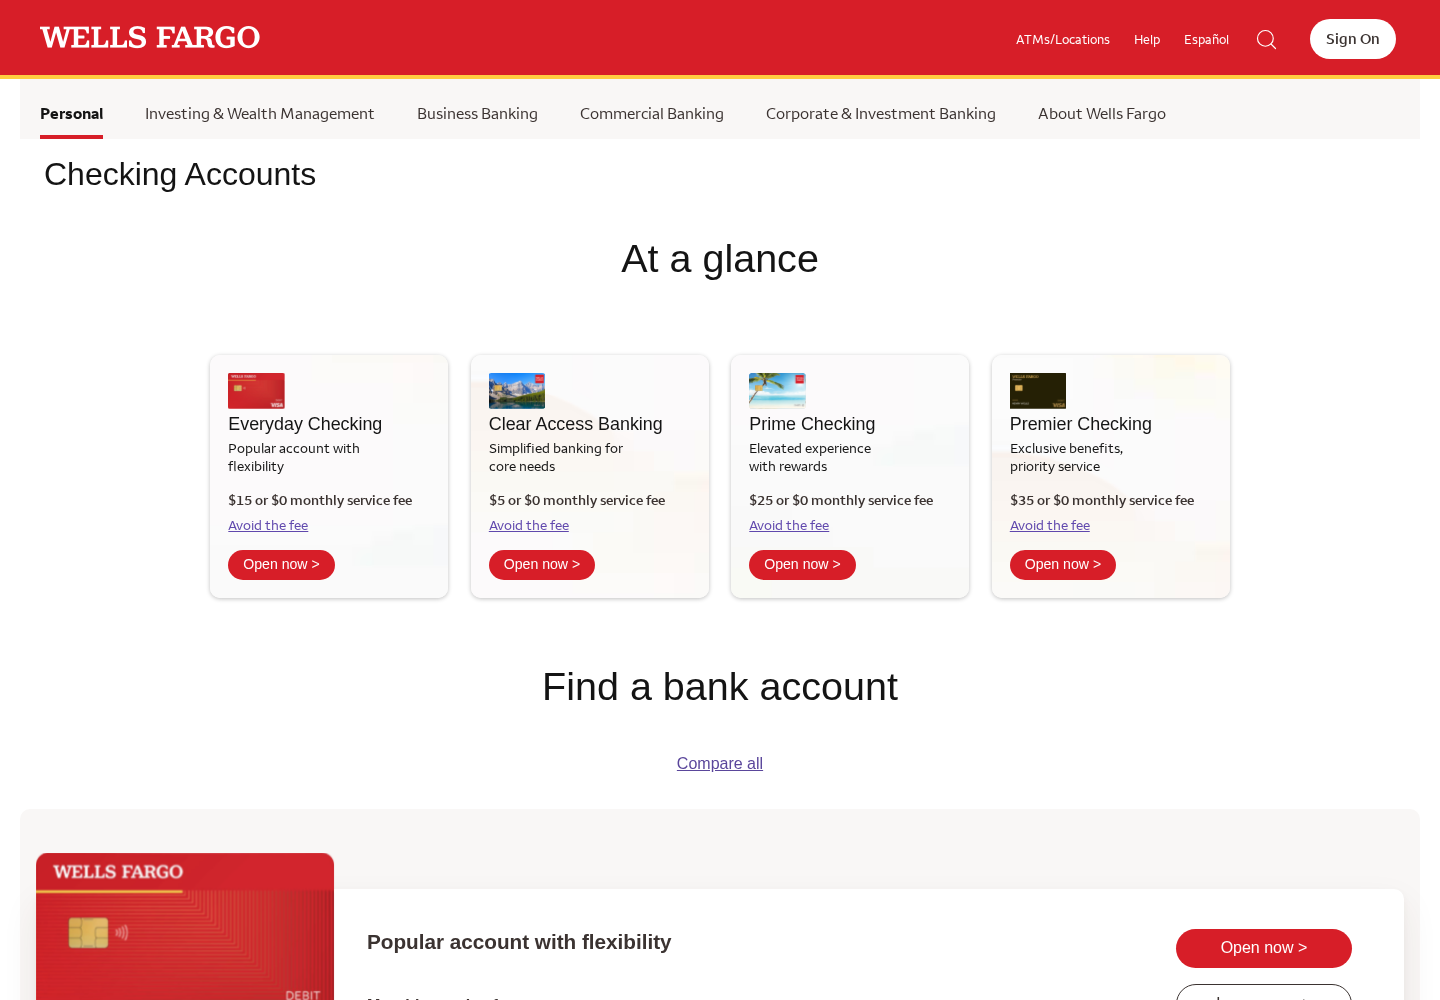 WELLS FARGO
ATMs/Locations Help Español Sign On
Personal Investing & Wealth Management Business Banking Commercial Banking Corporate & Investment Banking About Wells Fargo
Checking Accounts
At a glance
Everyday Checking
Popular account with
flexibility
$15 or $0 monthly service fee
Avoid the fee
Open now >
Clear Access Banking
Simplified banking for
core needs
$5 or $0 monthly service fee
Avoid the fee
Open now >
Prime Checking
Elevated experience
with rewards
$25 or $0 monthly service fee
Avoid the fee
Open now >
Premier Checking
Exclusive benefits,
priority service
$35 or $0 monthly service fee
Avoid the fee
Open now >
Find a bank account
Compare all
WELLS FARGO
DEBIT
Popular account with flexibility
Open now >